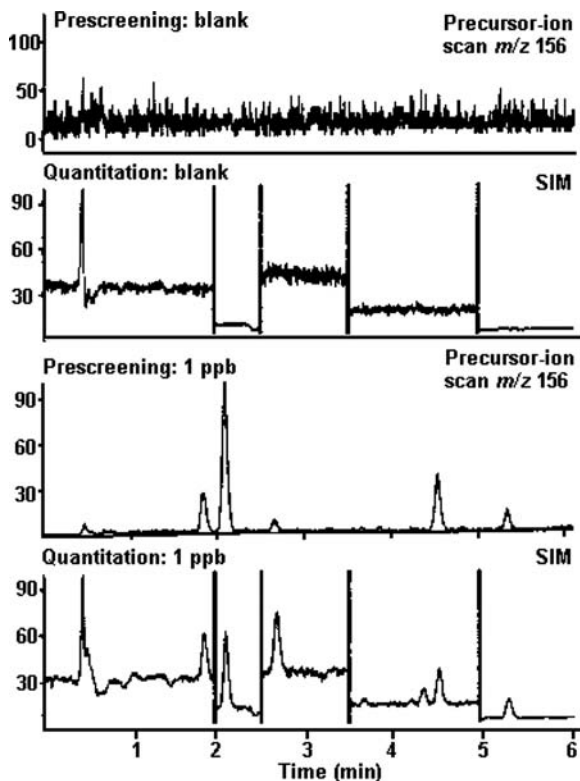 Prescreening: blank
Precursor-ion
scan m/z 156
100
50
0
Quantitation: blank
SIM
90
60
30
Prescreening: 1 ppb
Precursor-ion
scan m/z 156
90
60
30
Quantitation: 1 ppb
SIM
90
60
30
1 2 3 4 5 6
Time (min)